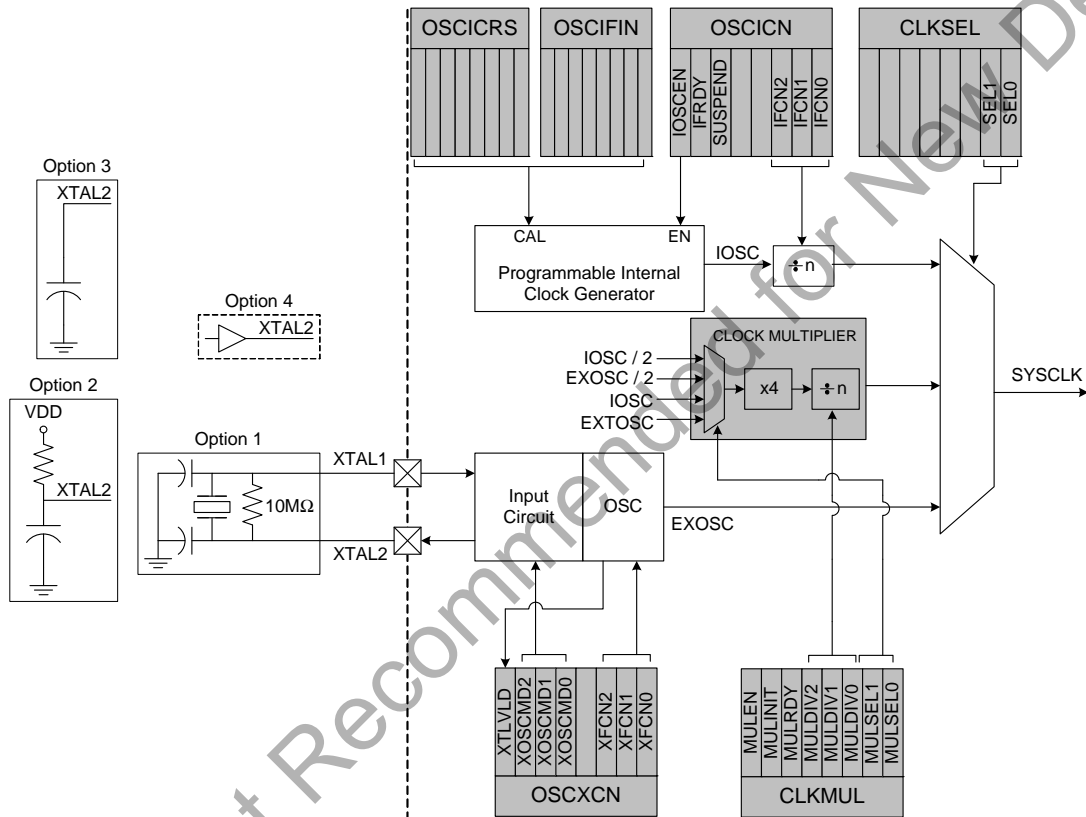 OSCICRS
OSCIFIN
OSCICN
CLKSEL
IOSCEN
IFRDY
SUSPEND
IFCN2
IFCN1
IFCN0
SEL1
SEL0
Option 3
XTAL2
CAL
EN
Programmable Internal
Clock Generator
IOSC
÷ n
Option 4
XTAL2
CLOCK MULTIPLIER
IOSC / 2
EXOSC / 2
IOSC
EXTOSC
x4
÷ n
SYSCLK
Option 2
VDD
XTAL2
Option 1
10MΩ
XTAL1
XTAL2
Input
Circuit
OSC
EXOSC
XTLVLD
XOSCMD2
XOSCMD1
XOSCMD0
XFCN2
XFCN1
XFCN0
OSCXCN
MULEN
MULINIT
MULRDY
MULDIV2
MULDIV1
MULDIV0
MULSEL1
MULSEL0
CLKMUL
t Recommended for New De